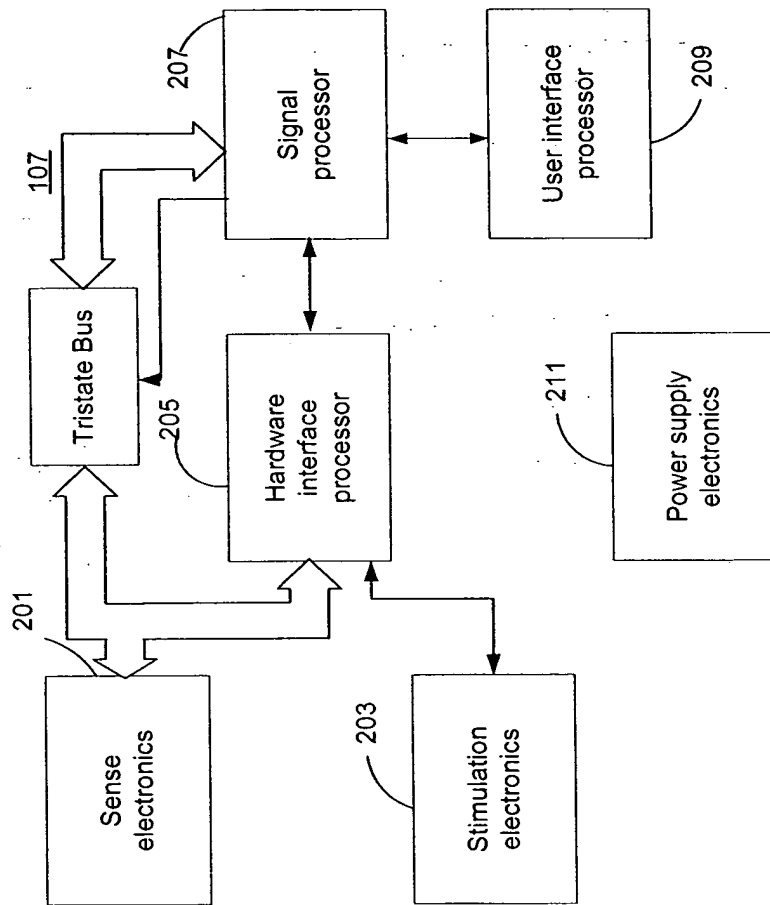 107
201
Sense
electronics
Tristate Bus
207
Signal
processor
205
Hardware
interface
processor
203
Stimulation
electronics
209
User interface
processor
211
Power supply
electronics